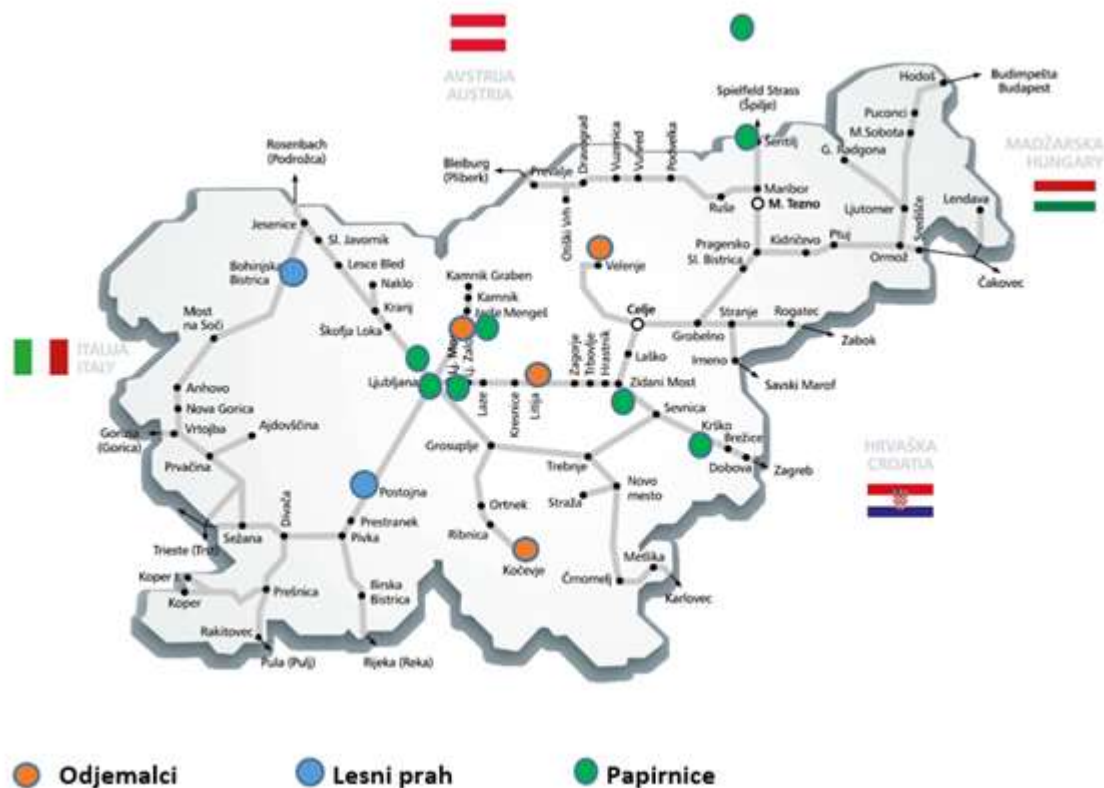 AVSTRIJA
AUSTRIA
Spielfeld Strass
(Špilje)
Hodoš
Budimpešta
Budapest
Puconci
M.Sobota
G. Radgona
MADŽARSKA
HUNGARY
Rosenbach
(Podrožca)
Bleiburg
(Pliberk)
Prevalje
Dravograd
Vuzenica
Vuhred
Podvelka
Šentilj
Maribor
Ruše
M. Tezno
Ljutomer
Lendava
Središče
Otiški Vrh
Jesenice
Sl. Javornik
Lesce Bled
Bohinjska
Bistrica
Naklo
Kranj
Škofja Loka
Kamnik Graben
Kamnik
Jarše Mengeš
Velenje
Pragersko
Sl. Bistrica
Kidričevo
Ptuj
Ormož
Čakovec
Most
na Soči
Celje
Grobelno
Stranje
Rogatec
Zabok
Imeno
Savski Marof
ITALIJA
ITALY
Laško
Zagorje
Trbovlje
Hrastnik
Zidani Most
Ljubljana
Laze
Kresnice
Litija
Anhovo
Nova Gorica
Vrtojba
Ajdovščina
Gorizia
(Gorica)
Prvačina
Sevnica
Krško
Brežice
Dobova
Zagreb
HRVAŠKA
CROATIA
Grosuplje
Trebnje
Novo
mesto
Straža
Postojna
Prestranek
Pivka
Ortnek
Ribnica
Kočevje
Divača
Sežana
Trieste (Trst)
Metlika
Črnomelj
Karlovec
Koper
Koper
Prešnica
Ilirska
Bistrica
Rakitovec
Pula (Pulj)
Rijeka (Reka)
Odjemalci
Lesni prah
Papirnice